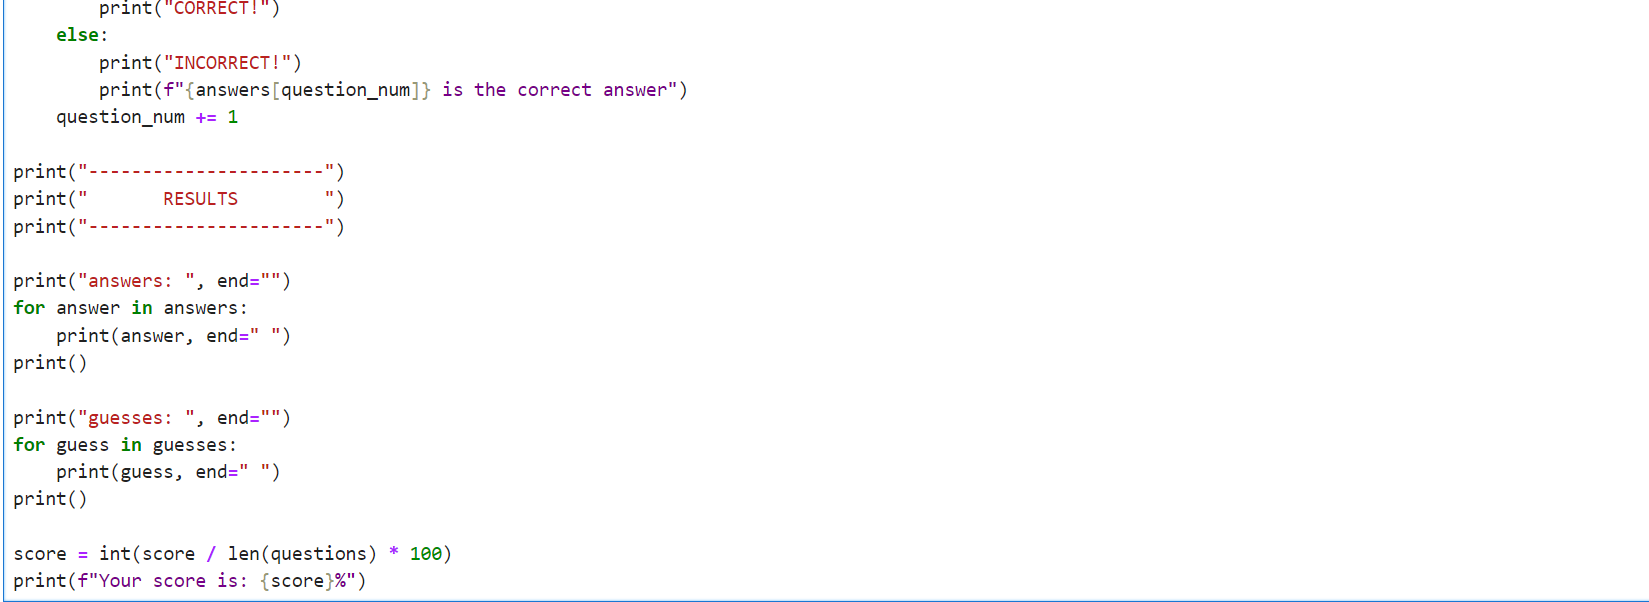 print("CORRECT!")
    else:
        print("INCORRECT!")
        print(f"{answers[question_num]} is the correct answer")
    question_num += 1

print("----------------------")
print("       RESULTS        ")
print("----------------------")

print("answers: ", end="")
for answer in answers:
    print(answer, end=" ")
print()

print("guesses: ", end="")
for guess in guesses:
    print(guess, end=" ")
print()

score = int(score / len(questions) * 100)
print(f"Your score is: {score}%")